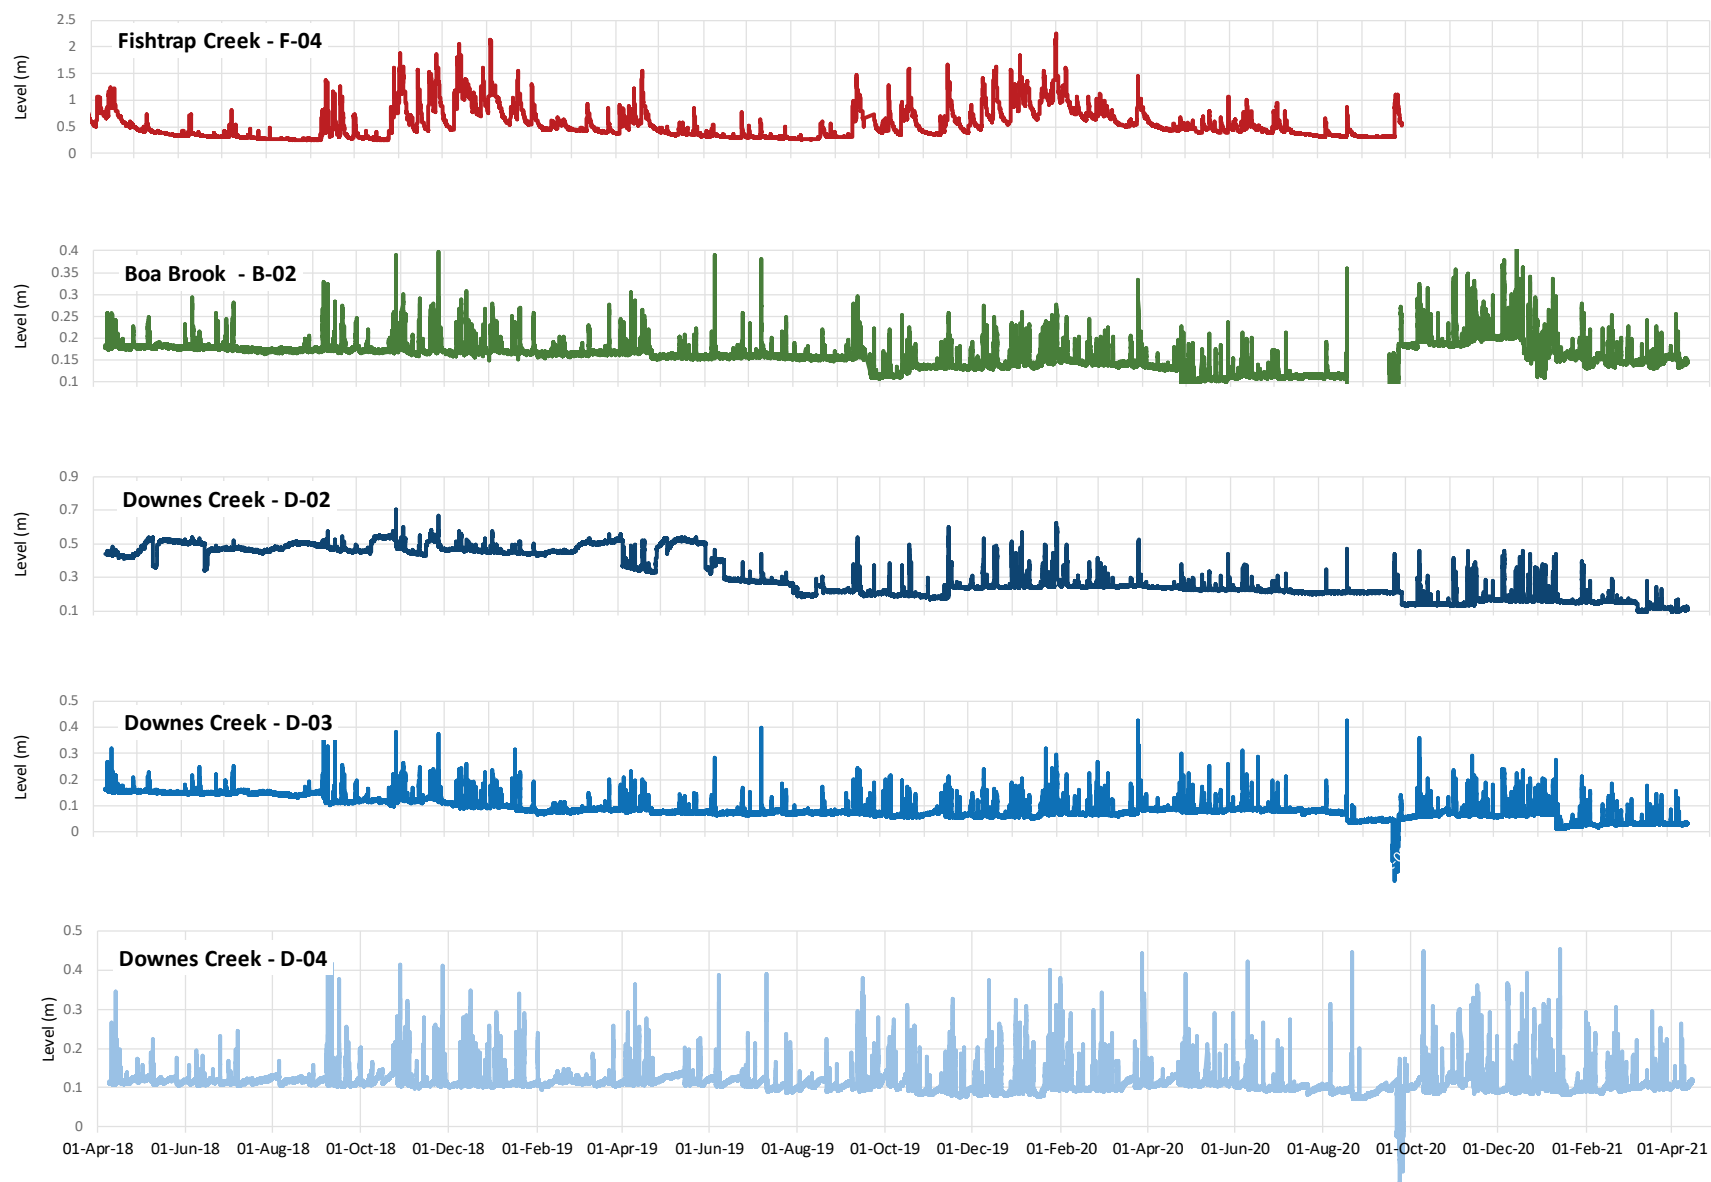 Fishtrap Creek - F-04
Level (m)
2.5
2
1.5
1
0.5
0
Boa Brook  - B-02
Level (m)
0.4
0.35
0.3
0.25
0.2
0.15
0.1
Downes Creek - D-02
Level (m)
0.9
0.7
0.5
0.3
0.1
Downes Creek - D-03
Level (m)
0.5
0.4
0.3
0.2
0.1
0
Downes Creek - D-04
Level (m)
0.5
0.4
0.3
0.2
0.1
0
01-Apr-18 01-Jun-18 01-Aug-18 01-Oct-18 01-Dec-18 01-Feb-19 01-Apr-19 01-Jun-19 01-Aug-19 01-Oct-19 01-Dec-19 01-Feb-20 01-Apr-20 01-Jun-20 01-Aug-20 01-Oct-20 01-Dec-20 01-Feb-21 01-Apr-21